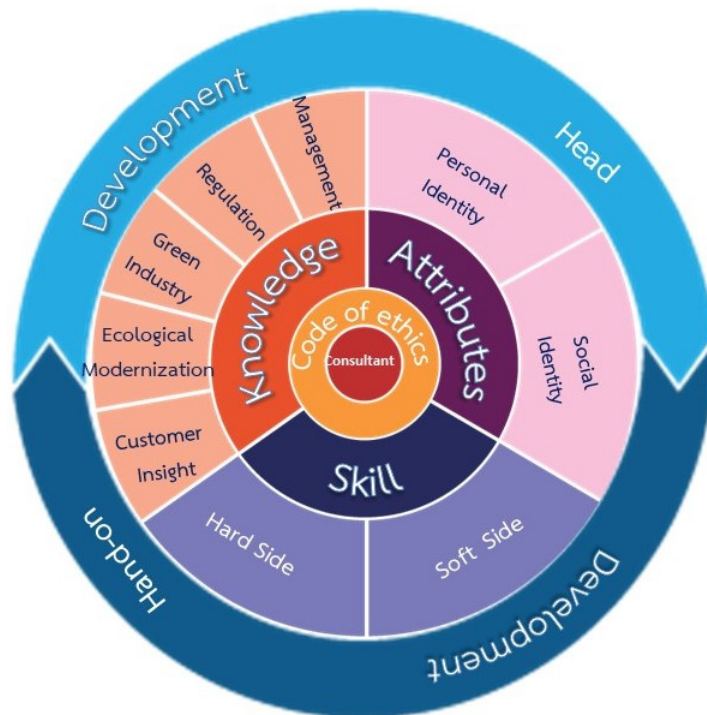 Development
Head
Management
Regulation
Green
Industry
Ecological
Modernization
Customer
Insight
Personal
Identity
Social
Identity
Knowledge
Attributes
Code of ethics
Consultant
Skill
Hard Side
Soft Side
Hand-on
Development